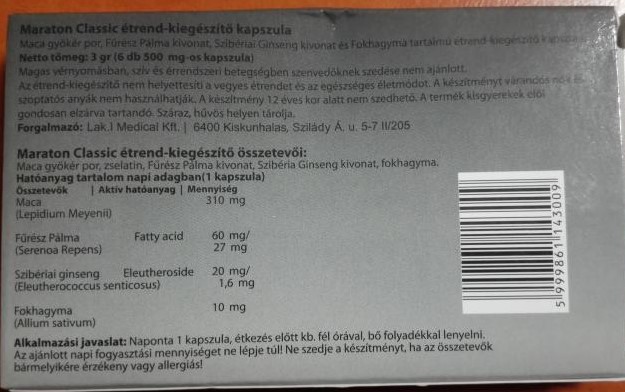 Maraton Classic étrend-kiegészítő kapszula
Maca gyökér por, Fűrész Pálma kivonat, Szibériai Ginseng kivonat és Fokhagyma tartalmú étrend-kiegészítő kapszula
Nettó tömeg: 3 gr (6 db 500 mg-os kapszula)
Magas vérnyomásban, szív és érrendszeri betegségben szenvedőknek szedése nem ajánlott.
Az étrend-kiegészítő nem helyettesíti a vegyes étrendet és az egészséges életmódot. A készítményt várandós nők és
szoptatós anyák nem használhatják. A készítmény 12 éves kor alatt nem szedhető. A termék kisgyerekek elől
gondosan elzárva tartandó. Száraz, hűvös helyen tárolja.
Forgalmazó: Lak.I Medical Kft. | 6400 Kiskunhalas, Szilády Á. u. 5-7 II/205
Maraton Classic étrend-kiegészítő összetevői:
Maca gyökér por, zselatin, Fűrész Pálma kivonat, Szibéria Ginseng kivonat, fokhagyma.
Hatóanyag tartalom napi adagban(1 kapszula)
Összetevők | Aktív hatóanyag | Mennyiség
Maca 310 mg
(Lepidium Meyenii)
Fűrész Pálma Fatty acid 60 mg/
(Serenoa Repens) 27 mg
Szibériai ginseng Eleutheroside 20 mg/
(Eleutherococcus senticosus) 1,6 mg
Fokhagyma 10 mg
(Allium sativum)
Alkalmazási javaslat: Naponta 1 kapszula, étkezés előtt kb. fél órával, bő folyadékkal lenyelni.
Az ajánlott napi fogyasztási mennyiséget ne lépje túl! Ne szedje a készítményt, ha az összetevők
bármelyikére érzékeny vagy allergiás!
5 999861 143009